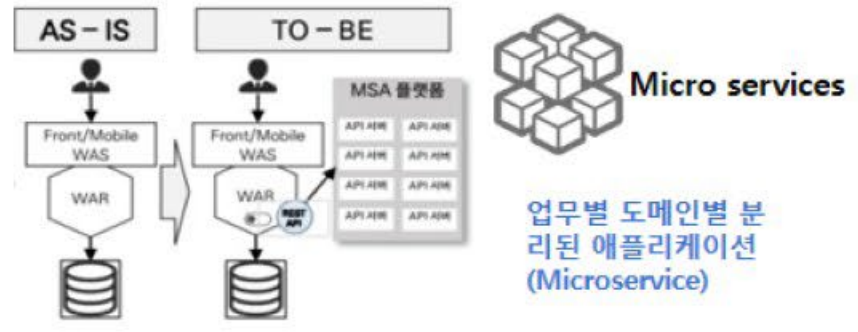 AS – IS
TO – BE
Front/Mobile
WAS
WAR
Front/Mobile
WAS
WAR
REST
API
MSA 플랫폼
API 서버 API 서버
API 서버 API 서버
API 서버 API 서버
API 서버 API 서버
Micro services
업무별 도메인별 분
리된 애플리케이션
(Microservice)